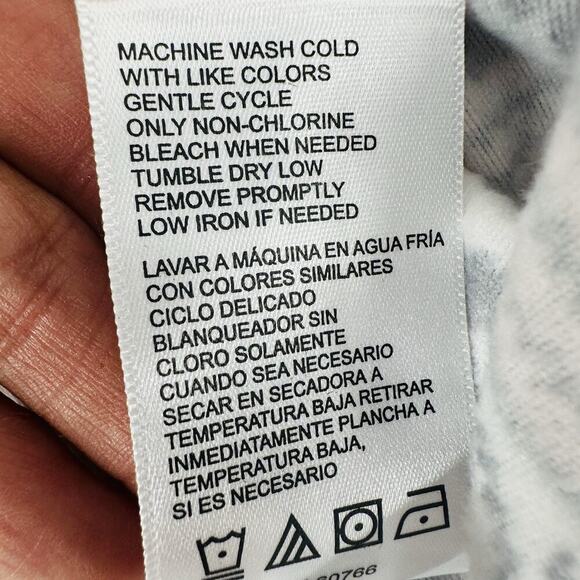 MACHINE WASH COLD
WITH LIKE COLORS
GENTLE CYCLE
ONLY NON-CHLORINE
BLEACH WHEN NEEDED
TUMBLE DRY LOW
REMOVE PROMPTLY
LOW IRON IF NEEDED
LAVAR A MÁQUINA EN AGUA FRÍA
CON COLORES SIMILARES
CICLO DELICADO
BLANQUEADOR SIN
CLORO SOLAMENTE
CUANDO SEA NECESARIO
SECAR EN SECADORA A
TEMPERATURA BAJA RETIRAR
INMEDIATAMENTE PLANCHA A
TEMPERATURA BAJA,
SI ES NECESARIO